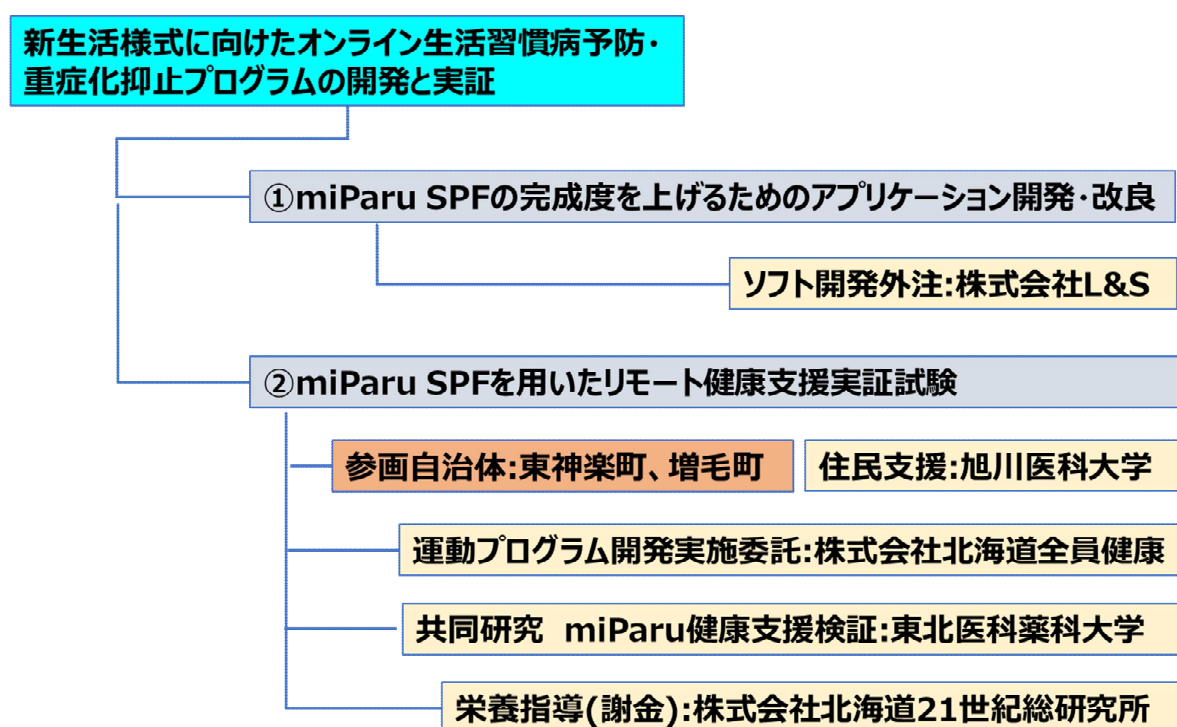 新生活様式に向けたオンライン生活習慣病予防・
重症化抑止プログラムの開発と実証
①miParu SPFの完成度を上げるためのアプリケーション開発・改良
ソフト開発外注:株式会社L&S
②miParu SPFを用いたリモート健康支援実証試験
参画自治体:東神楽町、増毛町
住民支援:旭川医科大学
運動プログラム開発実施委託:株式会社北海道全員健康
共同研究 miParu健康支援検証:東北医科薬科大学
栄養指導(謝金):株式会社北海道21世紀総研究所